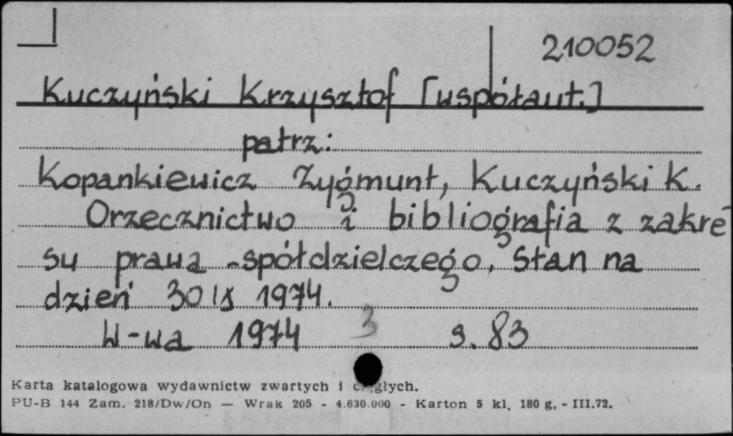 210052
Kuczyński Krzysztof [współaut.]
patrz:
Kopankiewicz Zygmunt, Kuczyński K.
Orzecznictwo i bibliografia z zakre
su prawa spółdzielczego. Stan na
dzień 30 IX 1974.
W-wa 1974 3 s. 83
Karta katalogowa wydawnictw zwartych i ciągłych.
PU-B 144 Zam. 218/Dw/On — Wrak 205 - 4.630.000 - Karton 5 kl. 180 g. - III.72.